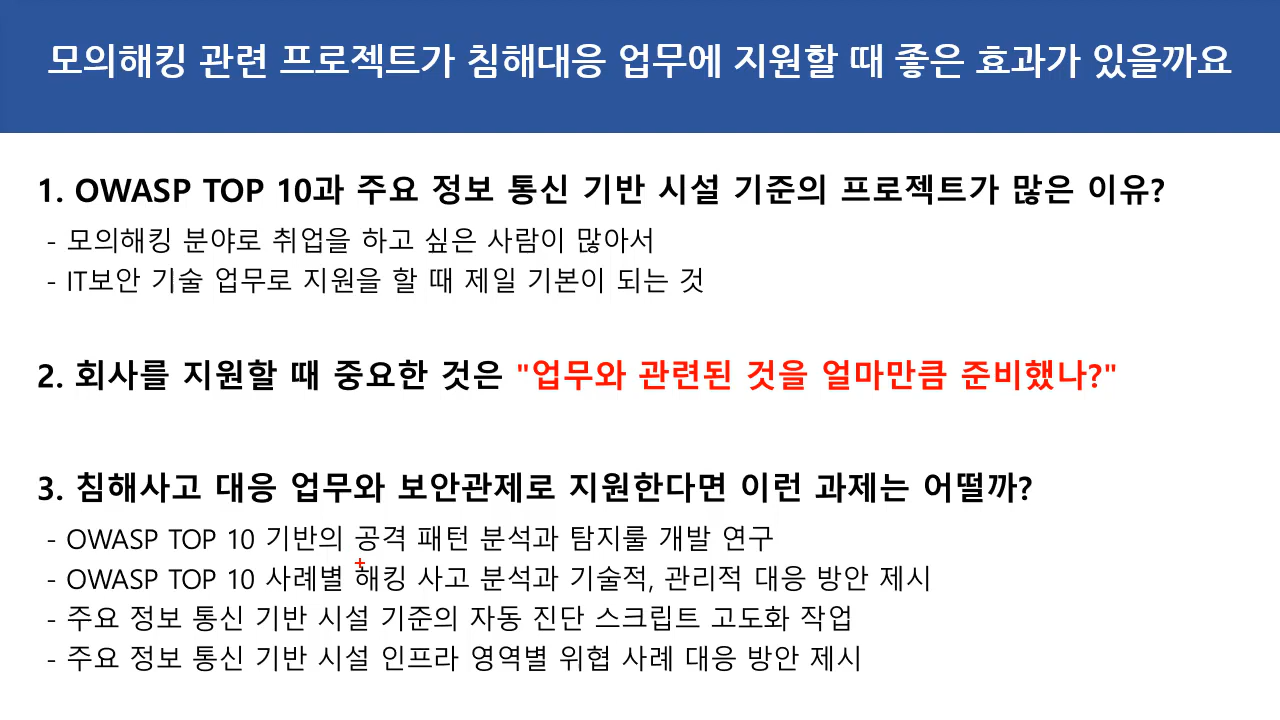 모의해킹 관련 프로젝트가 침해대응 업무에 지원할 때 좋은 효과가 있을까요
1. OWASP TOP 10과 주요 정보 통신 기반 시설 기준의 프로젝트가 많은 이유?
- 모의해킹 분야로 취업을 하고 싶은 사람이 많아서
- IT보안 기술 업무로 지원을 할 때 제일 기본이 되는 것
2. 회사를 지원할 때 중요한 것은 "업무와 관련된 것을 얼마만큼 준비했나?"
3. 침해사고 대응 업무와 보안관제로 지원한다면 이런 과제는 어떨까?
- OWASP TOP 10 기반의 공격 패턴 분석과 탐지룰 개발 연구
- OWASP TOP 10 사례별 해킹 사고 분석과 기술적, 관리적 대응 방안 제시
- 주요 정보 통신 기반 시설 기준의 자동 진단 스크립트 고도화 작업
- 주요 정보 통신 기반 시설 인프라 영역별 위협 사례 대응 방안 제시